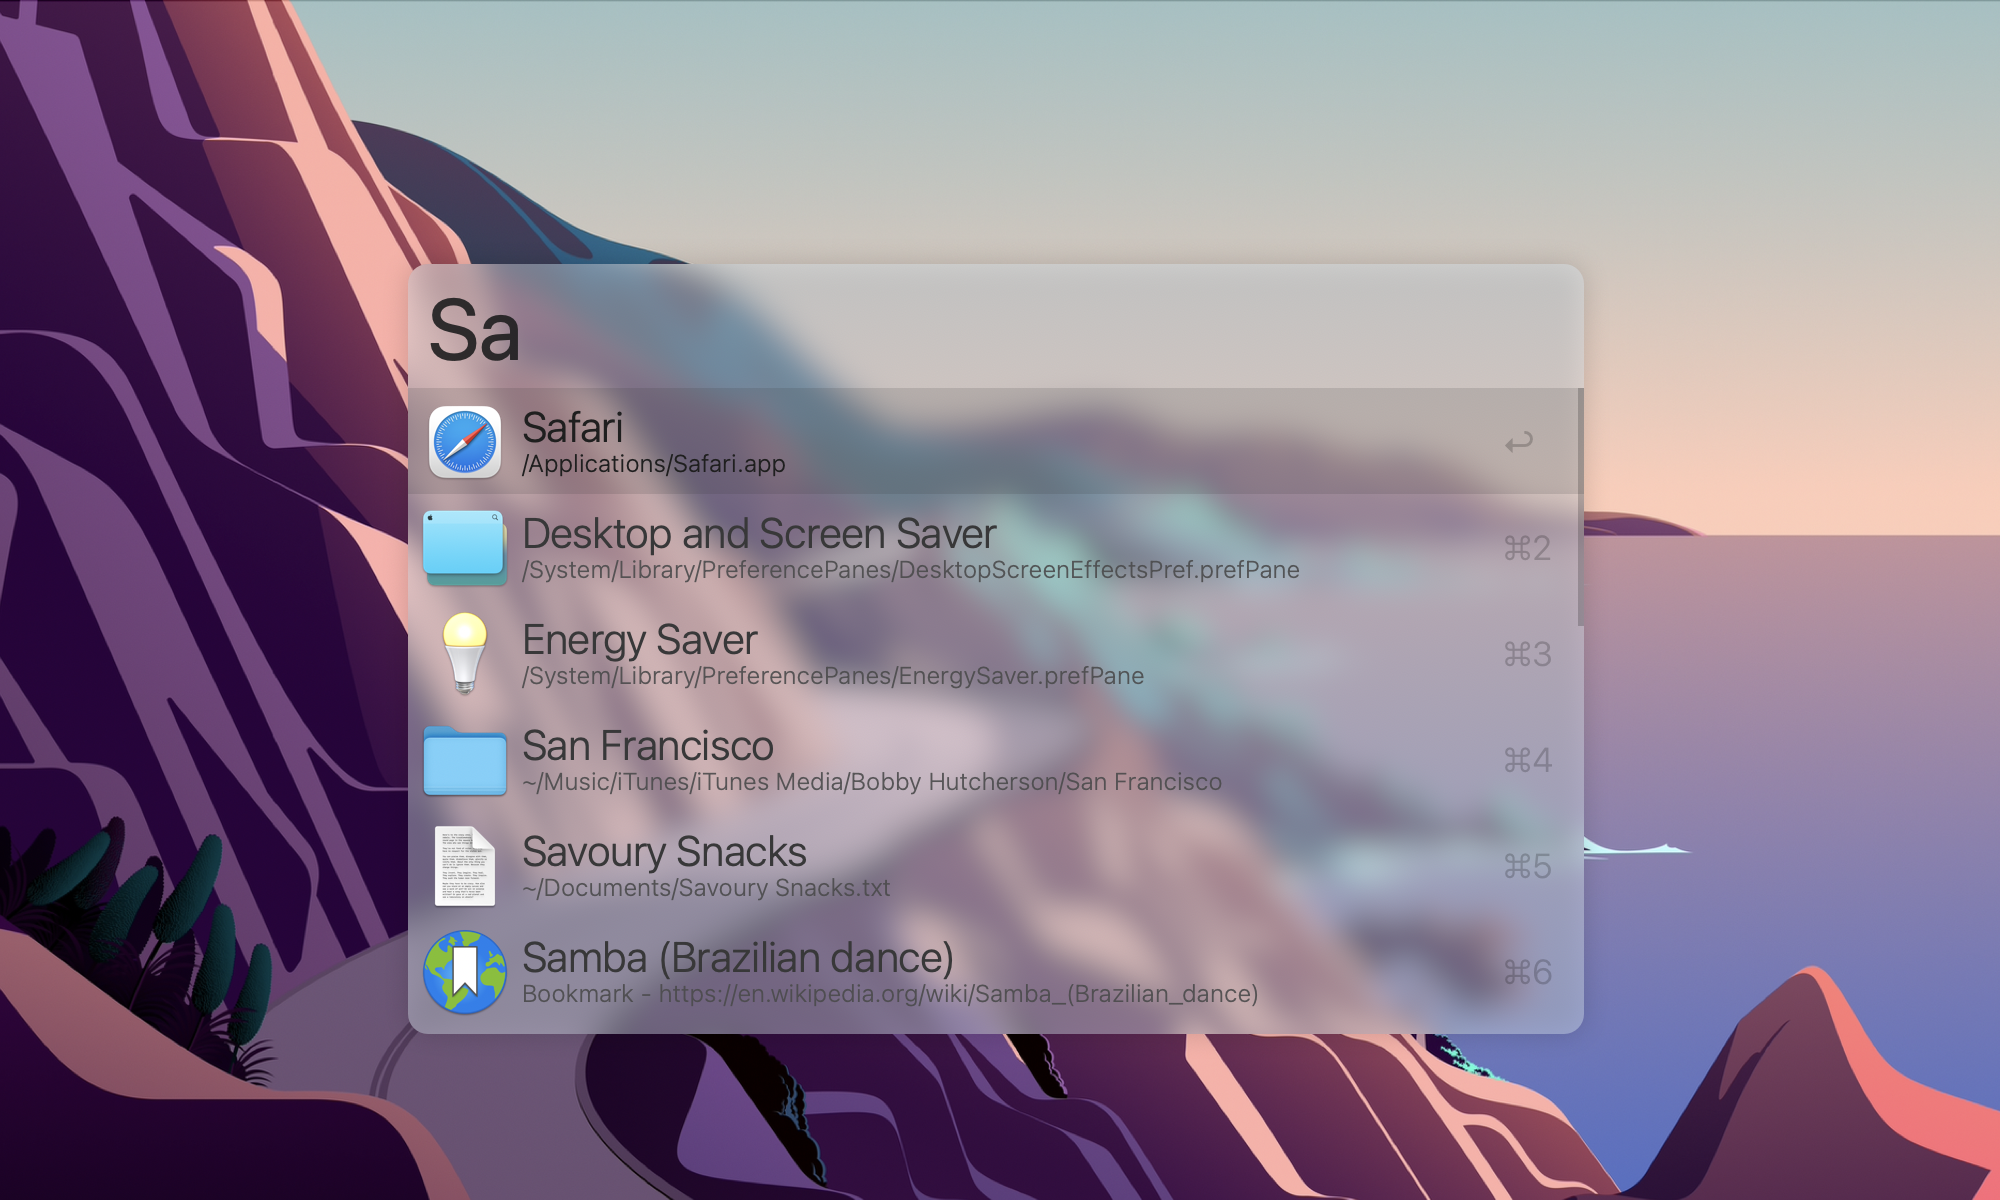 Sa
Safari
/Applications/Safari.app
↩
Desktop and Screen Saver
/System/Library/PreferencePanes/DesktopScreenEffectsPref.prefPane
⌘2
Energy Saver
/System/Library/PreferencePanes/EnergySaver.prefPane
⌘3
San Francisco
~/Music/iTunes/iTunes Media/Bobby Hutcherson/San Francisco
⌘4
Savoury Snacks
~/Documents/Savoury Snacks.txt
⌘5
Samba (Brazilian dance)
Bookmark - https://en.wikipedia.org/wiki/Samba_(Brazilian_dance)
⌘6